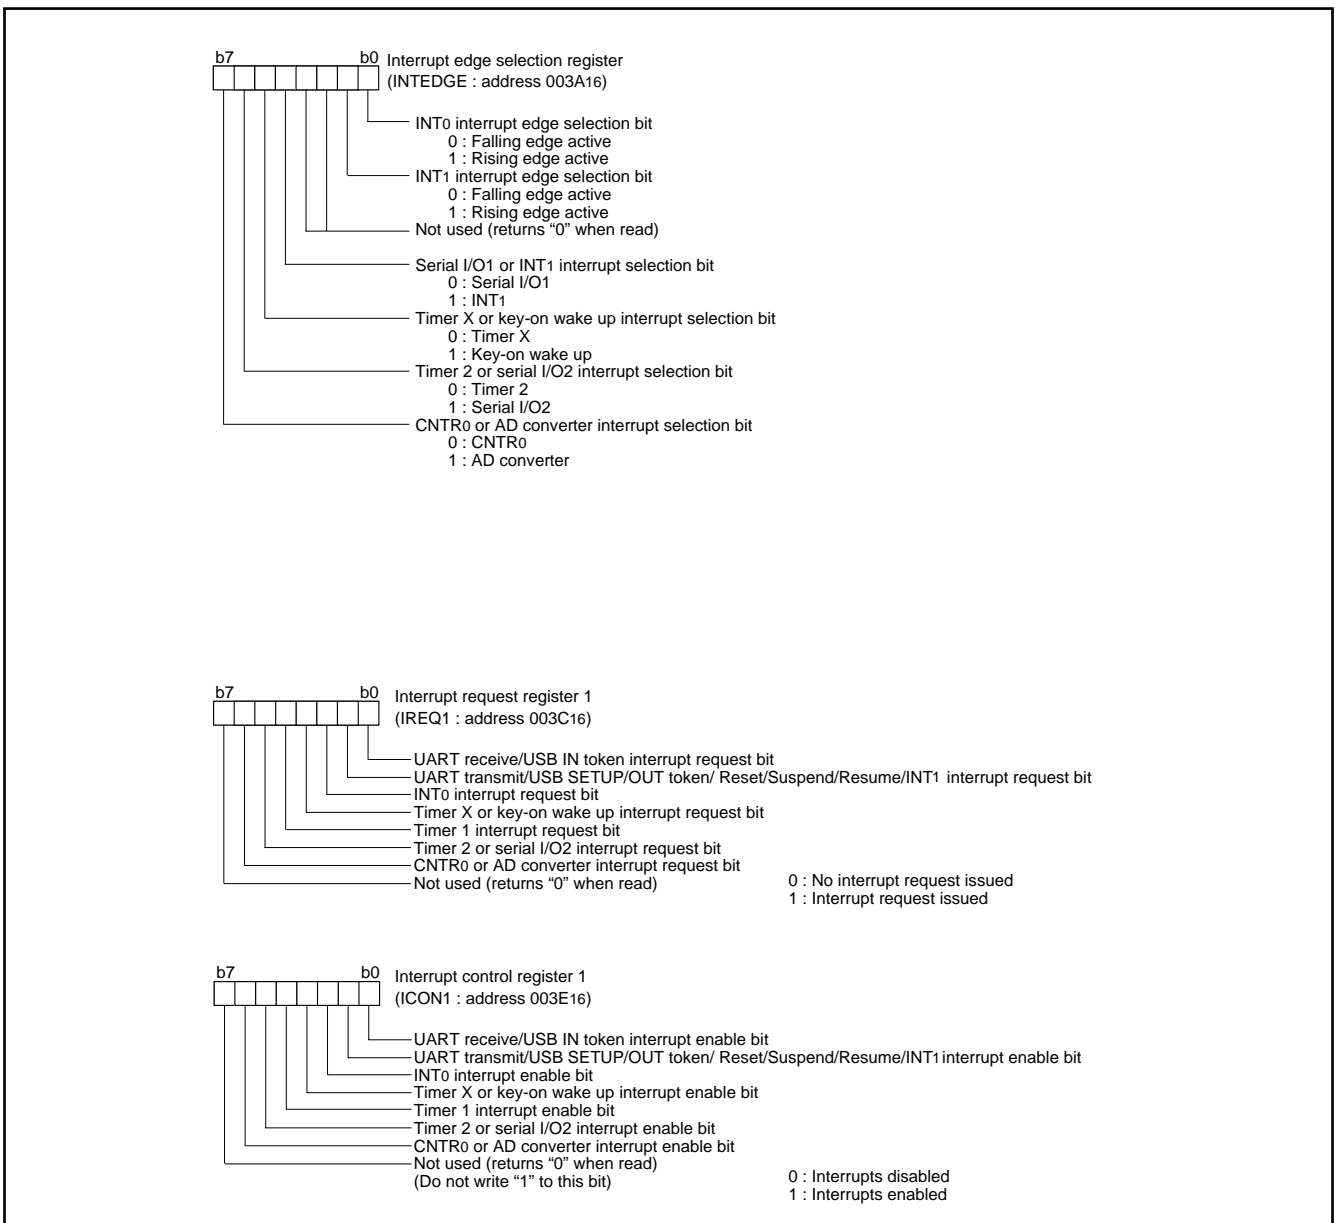 b7 b0 Interrupt edge selection register
(INTEDGE : address 003A16)
INT0 interrupt edge selection bit
0 : Falling edge active
1 : Rising edge active
INT1 interrupt edge selection bit
0 : Falling edge active
1 : Rising edge active
Not used (returns “0” when read)
Serial I/O1 or INT1 interrupt selection bit
0 : Serial I/O1
1 : INT1
Timer X or key-on wake up interrupt selection bit
0 : Timer X
1 : Key-on wake up
Timer 2 or serial I/O2 interrupt selection bit
0 : Timer 2
1 : Serial I/O2
CNTR0 or AD converter interrupt selection bit
0 : CNTR0
1 : AD converter
b7 b0 Interrupt request register 1
(IREQ1 : address 003C16)
UART receive/USB IN token interrupt request bit
UART transmit/USB SETUP/OUT token/ Reset/Suspend/Resume/INT1 interrupt request bit
INT0 interrupt request bit
Timer X or key-on wake up interrupt request bit
Timer 1 interrupt request bit
Timer 2 or serial I/O2 interrupt request bit
CNTR0 or AD converter interrupt request bit
Not used (returns “0” when read)
0 : No interrupt request issued
1 : Interrupt request issued
b7 b0 Interrupt control register 1
(ICON1 : address 003E16)
UART receive/USB IN token interrupt enable bit
UART transmit/USB SETUP/OUT token/ Reset/Suspend/Resume/INT1 interrupt enable bit
INT0 interrupt enable bit
Timer X or key-on wake up interrupt enable bit
Timer 1 interrupt enable bit
Timer 2 or serial I/O2 interrupt enable bit
CNTR0 or AD converter interrupt enable bit
Not used (returns “0” when read)
(Do not write “1” to this bit)
0 : Interrupts disabled
1 : Interrupts enabled